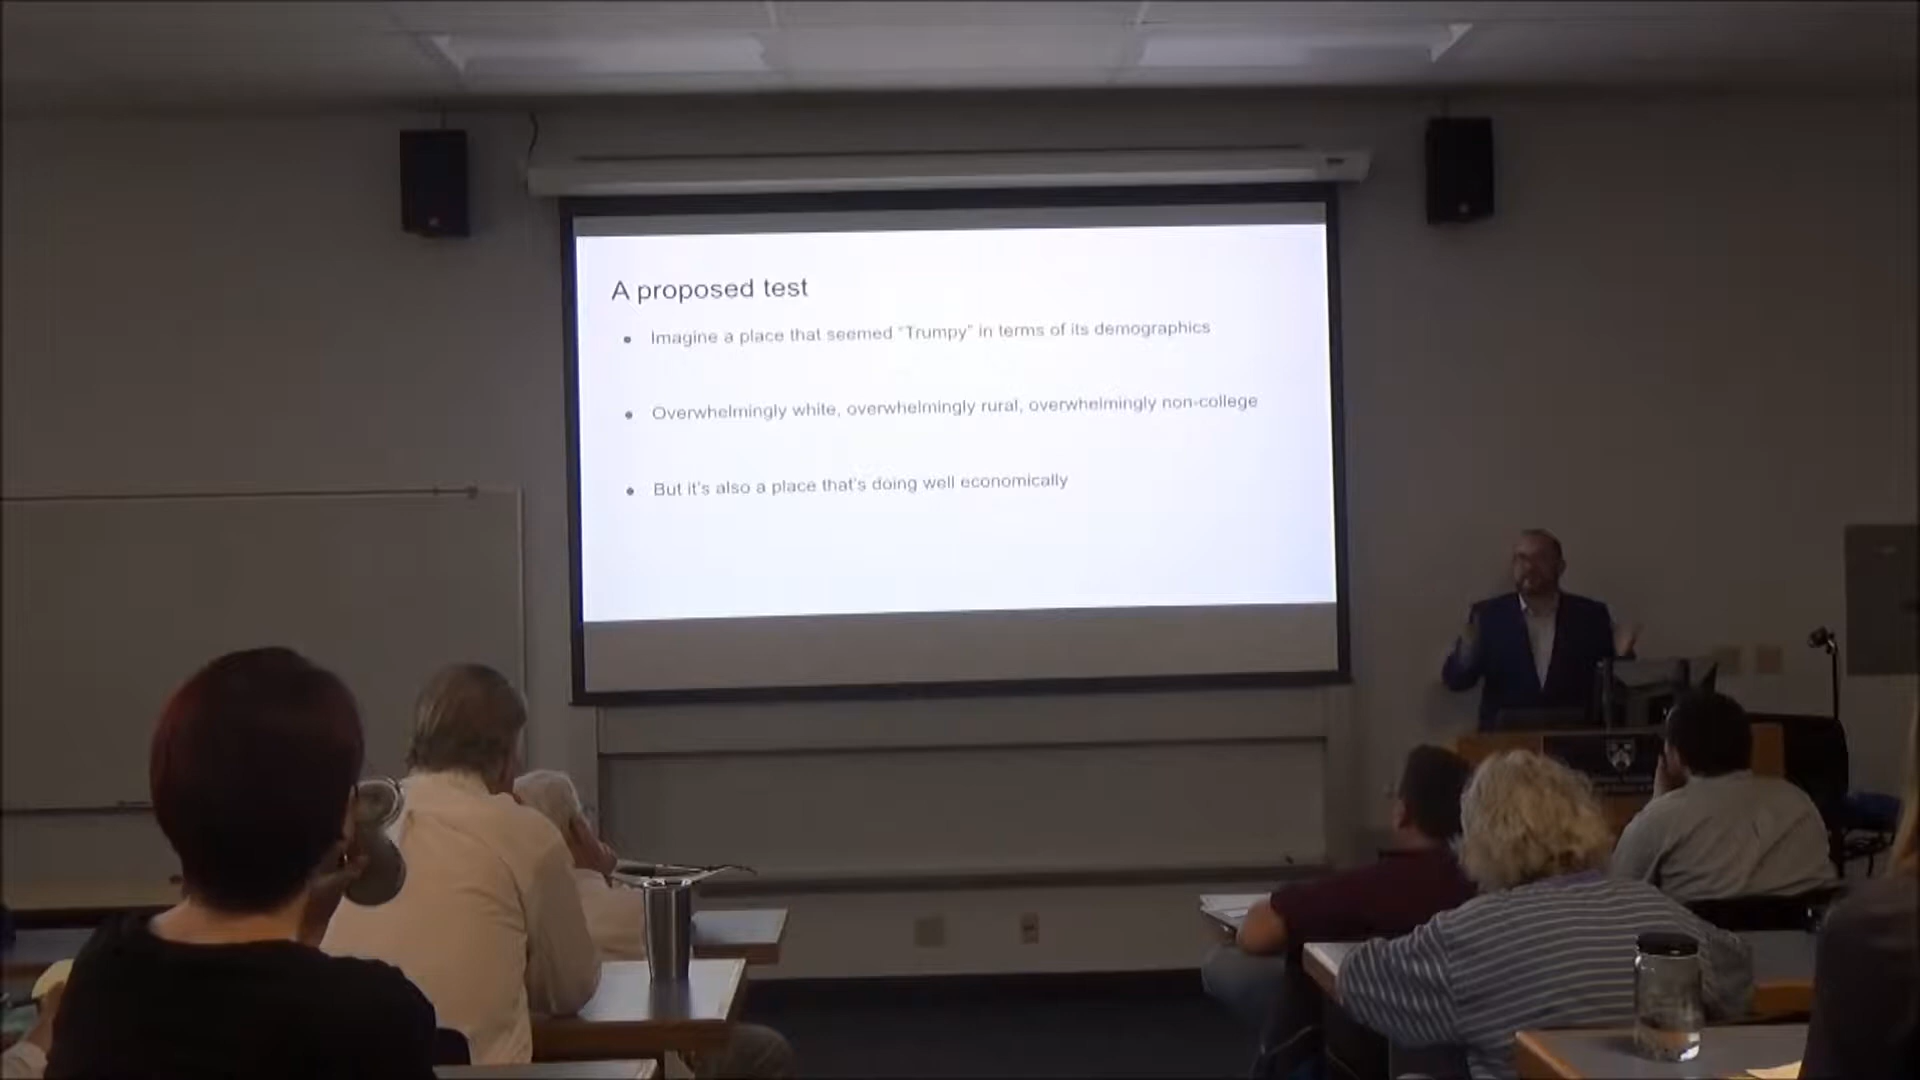 A proposed test
Imagine a place that seemed “Trumpy” in terms of its demographics
Overwhelmingly white, overwhelmingly rural, overwhelmingly non-college
But it's also a place that's doing well economically